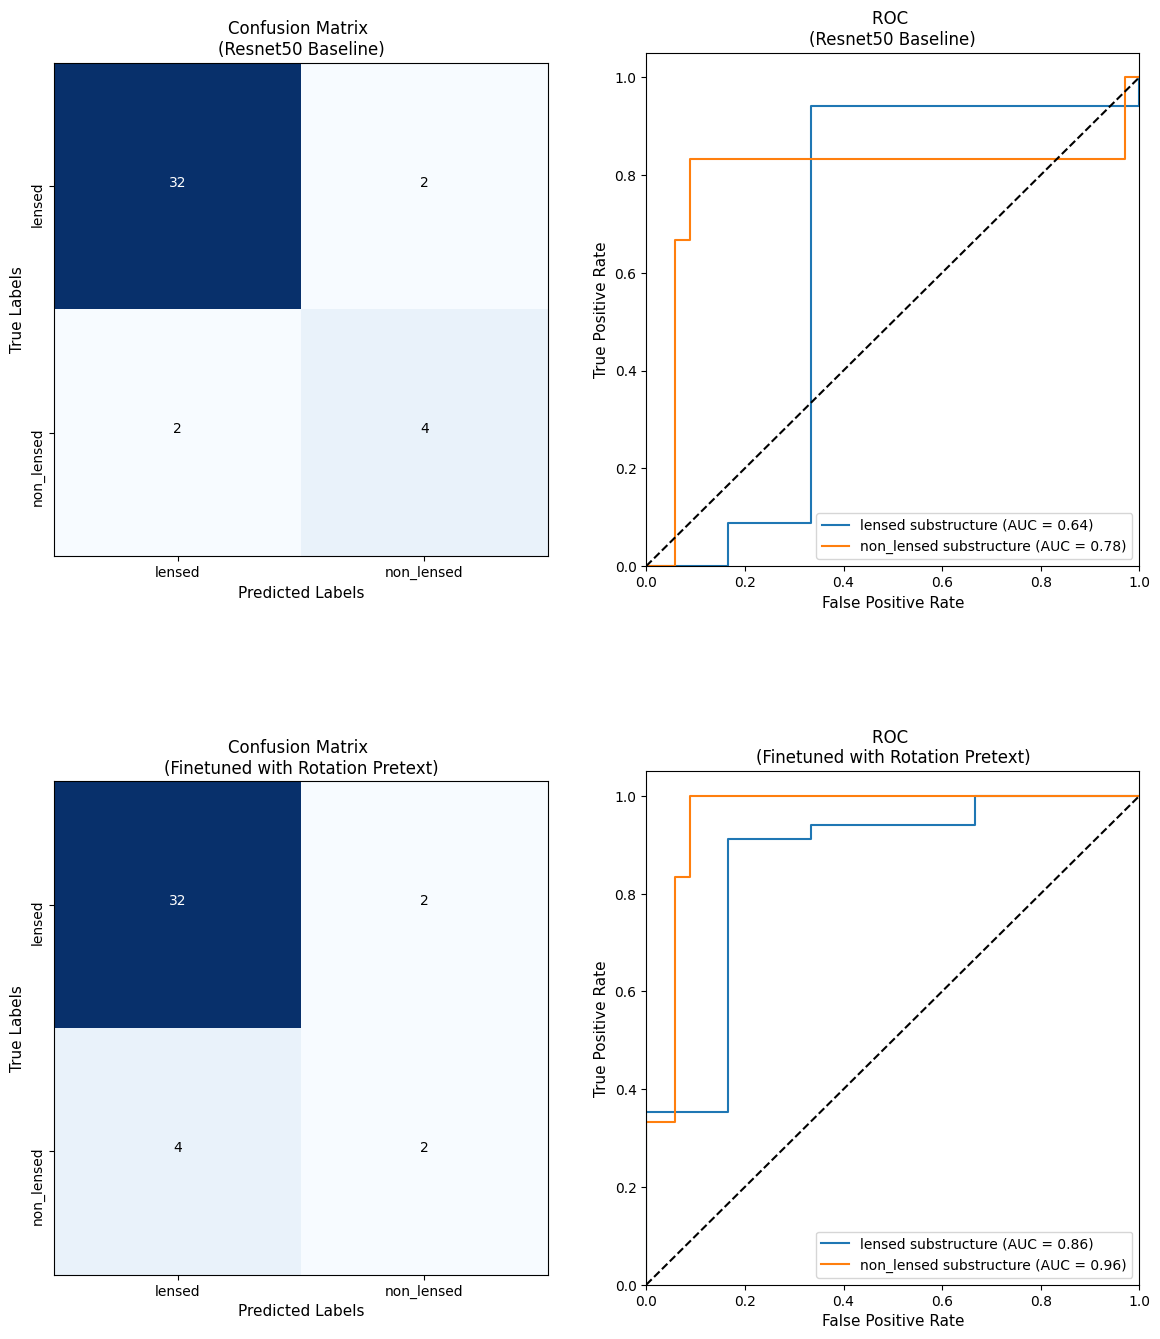 Confusion Matrix
(Resnet50 Baseline)
True Labels
lensed
non_lensed
32
2
2
4
lensed
non_lensed
Predicted Labels
ROC
(Resnet50 Baseline)
True Positive Rate
1.0
0.8
0.6
0.4
0.2
0.0
lensed substructure (AUC = 0.64)
non_lensed substructure (AUC = 0.78)
0.0
0.2
0.4
0.6
0.8
1.0
False Positive Rate
Confusion Matrix
(Finetuned with Rotation Pretext)
True Labels
lensed
non_lensed
32
2
4
2
lensed
non_lensed
Predicted Labels
ROC
(Finetuned with Rotation Pretext)
True Positive Rate
1.0
0.8
0.6
0.4
0.2
0.0
lensed substructure (AUC = 0.86)
non_lensed substructure (AUC = 0.96)
0.0
0.2
0.4
0.6
0.8
1.0
False Positive Rate